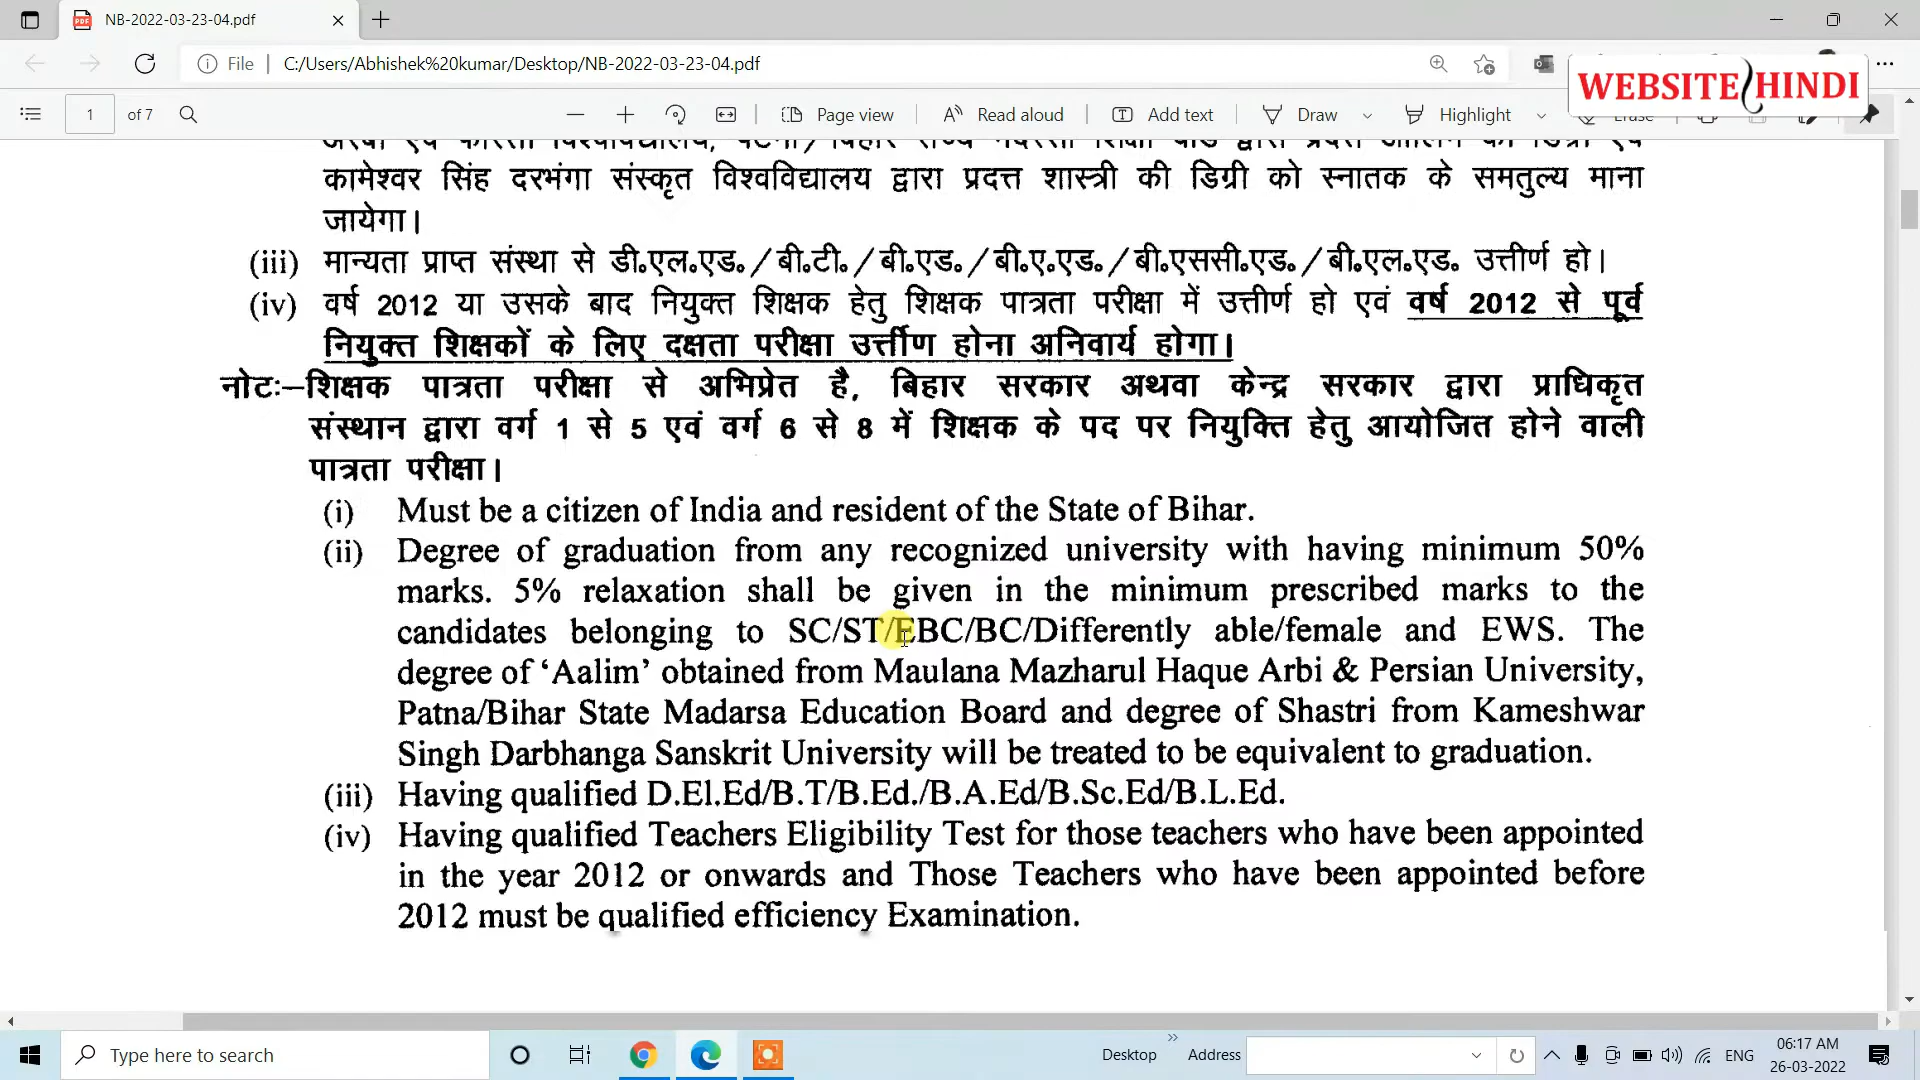 NB-2022-03-23-04.pdf
File
C:/Users/Abhishek%20kumar/Desktop/NB-2022-03-23-04.pdf
WEBSITE HINDI
1 of 7
Page view
Read aloud
Add text
Draw
Highlight
Erase
कामेश्वर सिंह दरभंगा संस्कृत विश्वविद्यालय द्वारा प्रदत्त शास्त्री की डिग्री को स्नातक के समतुल्य माना
जायेगा।
(iii) मान्यता प्राप्त संस्था से डी॰एल॰एड॰/बी॰टी॰/बी॰एड॰/बी॰ए॰एड॰/बी॰एससी॰एड॰/बी॰एल॰एड॰ उत्तीर्ण हो।
(iv) वर्ष 2012 या उसके बाद नियुक्त शिक्षक हेतु शिक्षक पात्रता परीक्षा में उत्तीर्ण हो एवं वर्ष 2012 से पूर्व
नियुक्त शिक्षकों के लिए दक्षता परीक्षा उर्त्तीण होना अनिवार्य होगा।
नोटः–शिक्षक पात्रता परीक्षा से अभिप्रेत है, बिहार सरकार अथवा केन्द्र सरकार द्वारा प्राधिकृत
संस्थान द्वारा वर्ग 1 से 5 एवं वर्ग 6 से 8 में शिक्षक के पद पर नियुक्ति हेतु आयोजित होने वाली
पात्रता परीक्षा।
(i) Must be a citizen of India and resident of the State of Bihar.
(ii) Degree of graduation from any recognized university with having minimum 50%
marks. 5% relaxation shall be given in the minimum prescribed marks to the
candidates belonging to SC/ST/EBC/BC/Differently able/female and EWS. The
degree of ‘Aalim’ obtained from Maulana Mazharul Haque Arbi & Persian University,
Patna/Bihar State Madarsa Education Board and degree of Shastri from Kameshwar
Singh Darbhanga Sanskrit University will be treated to be equivalent to graduation.
(iii) Having qualified D.El.Ed/B.T/B.Ed./B.A.Ed/B.Sc.Ed/B.L.Ed.
(iv) Having qualified Teachers Eligibility Test for those teachers who have been appointed
in the year 2012 or onwards and Those Teachers who have been appointed before
2012 must be qualified efficiency Examination.
Type here to search
Desktop
Address
ENG
06:17 AM
26-03-2022